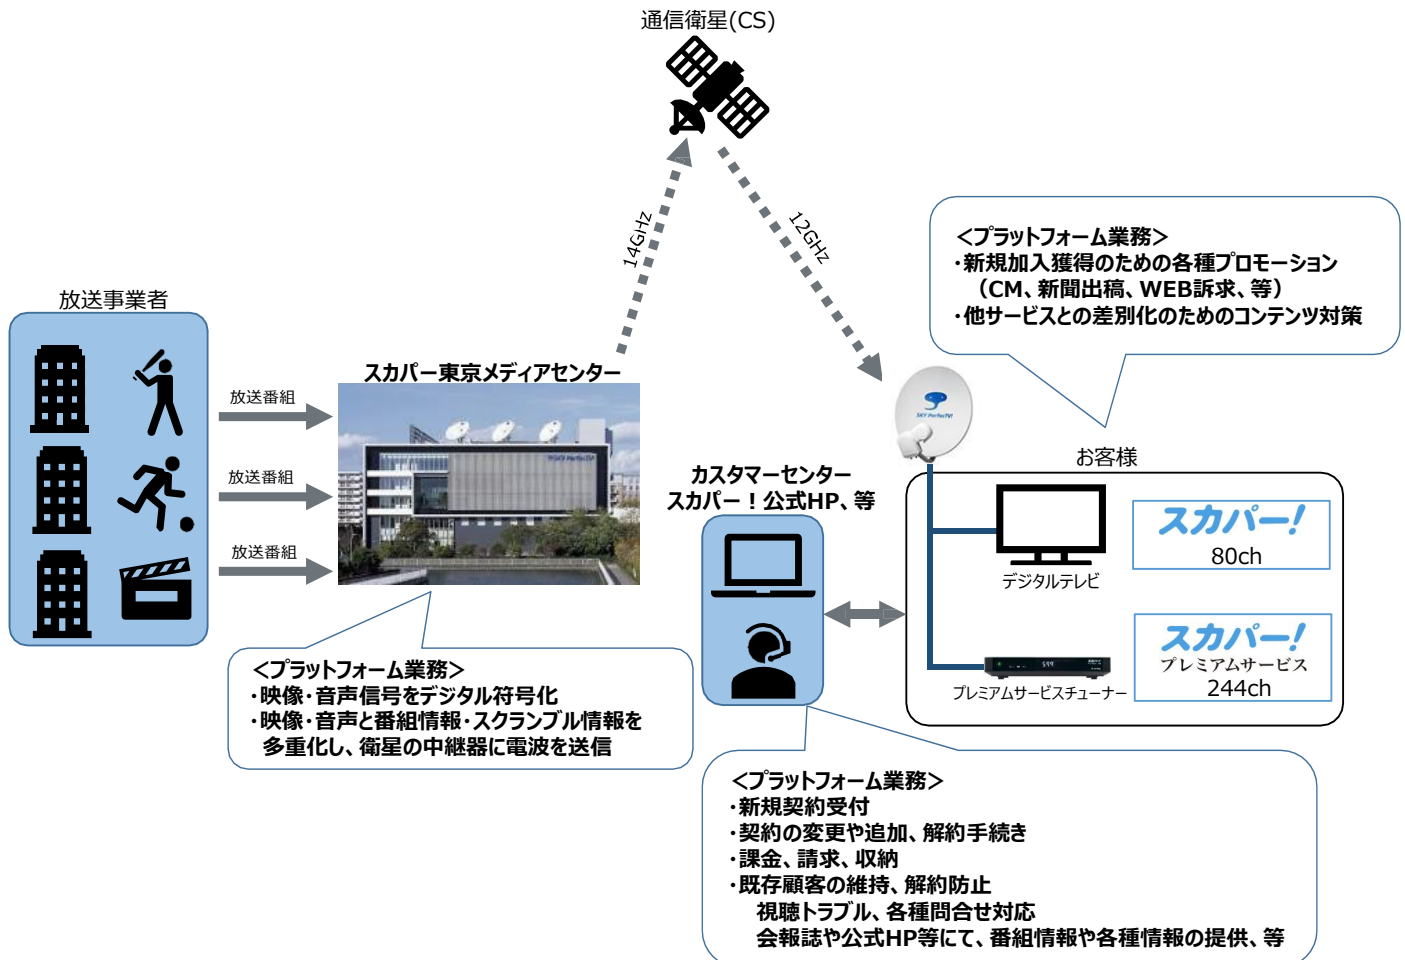 通信衛星(CS)
14GHz
12GHz
<プラットフォーム業務>
・新規加入獲得のための各種プロモーション
（CM、新聞出稿、WEB訴求、等）
・他サービスとの差別化のためのコンテンツ対策
放送事業者
放送番組
放送番組
放送番組
スカパー東京メディアセンター
SKY PerfecTV!
SKY PerfecTV!
カスタマーセンター
スカパー！公式HP、等
お客様
デジタルテレビ
スカパー!
80ch
プレミアムサービスチューナー
スカパー!
プレミアムサービス
244ch
<プラットフォーム業務>
・映像・音声信号をデジタル符号化
・映像・音声と番組情報・スクランブル情報を
多重化し、衛星の中継器に電波を送信
<プラットフォーム業務>
・新規契約受付
・契約の変更や追加、解約手続き
・課金、請求、収納
・既存顧客の維持、解約防止
視聴トラブル、各種問合せ対応
会報誌や公式HP等にて、番組情報や各種情報の提供、等